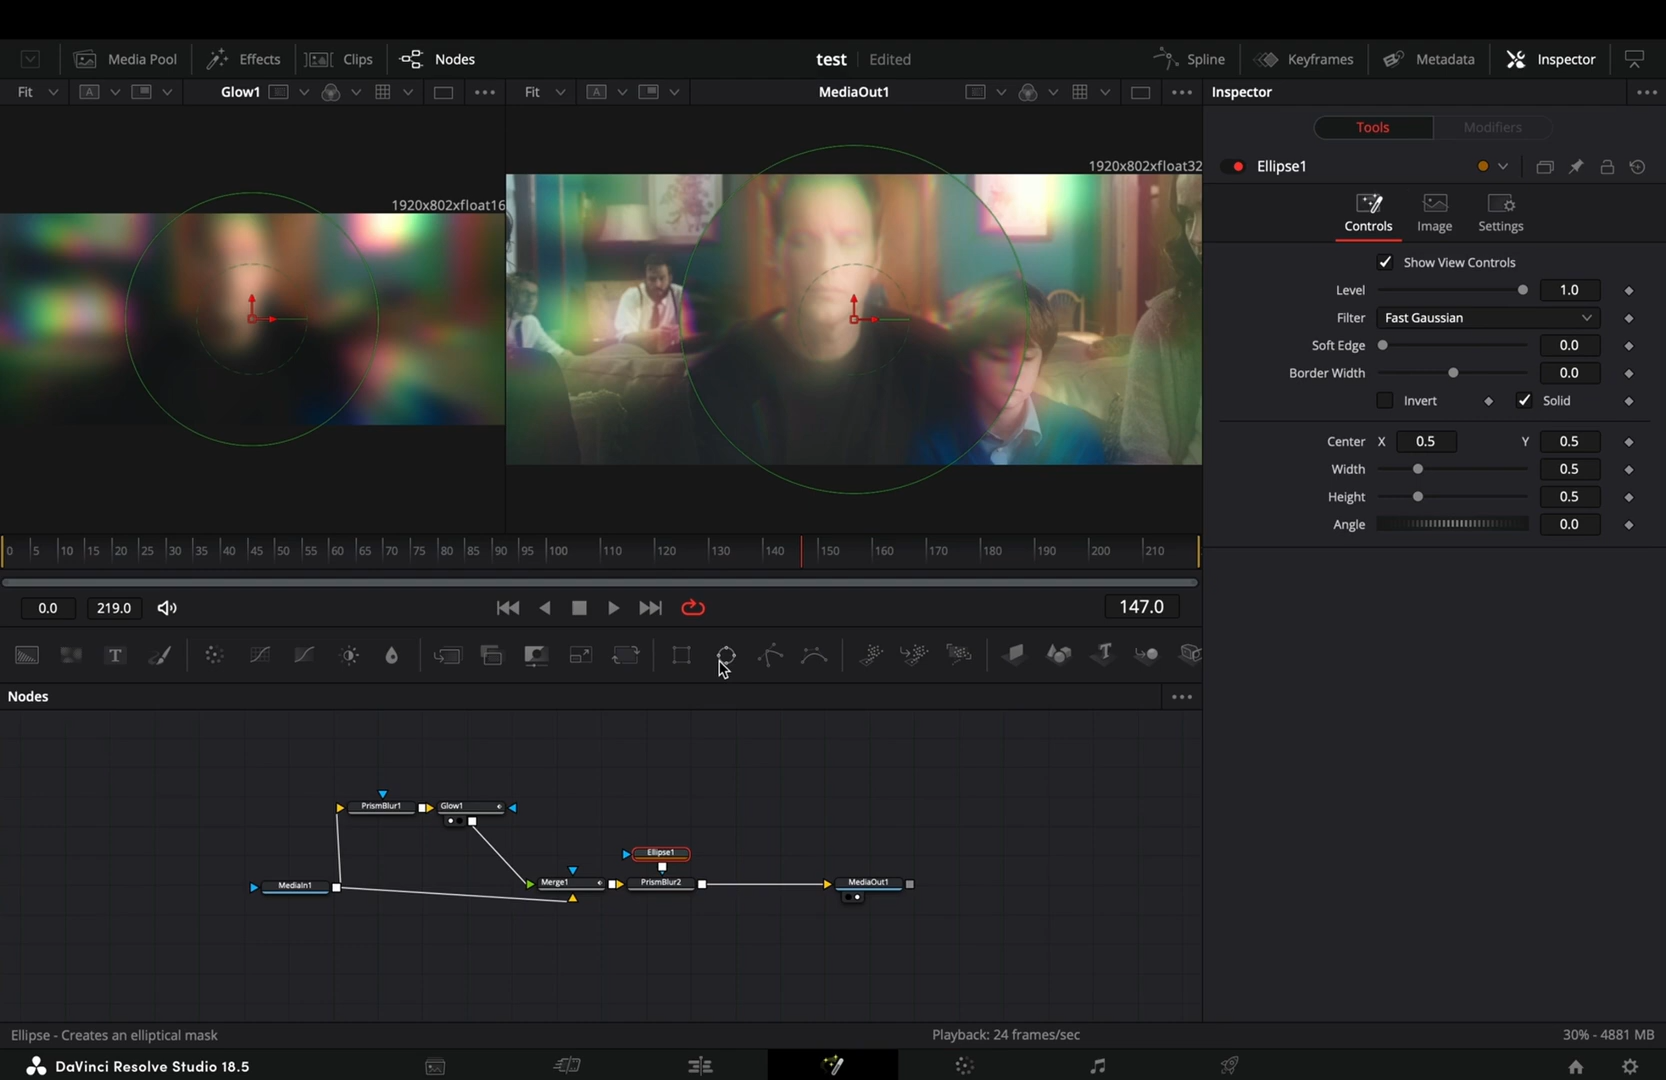 Media Pool Effects Clips Nodes test Edited Spline Keyframes Metadata Inspector
Fit A Glow1 Fit A MediaOut1 Inspector
Tools Modifiers
1920x802xfloat16
1920x802xfloat32
Ellipse1
Controls Image Settings
Show View Controls
Level 1.0
Filter Fast Gaussian
Soft Edge 0.0
Border Width 0.0
Invert Solid
Center X 0.5 Y 0.5
Width 0.5
Height 0.5
Angle 0.0
0 5 10 15 20 25 30 35 40 45 50 55 60 65 70 75 80 85 90 95 100 110 120 130 140 150 160 170 180 190 200 210
0.0 219.0 147.0
T T
Nodes
PrismBlur1 Glow1
Ellipse1
MediaIn1 Merge1 PrismBlur2 MediaOut1
Ellipse - Creates an elliptical mask Playback: 24 frames/sec 30% - 4881 MB
DaVinci Resolve Studio 18.5